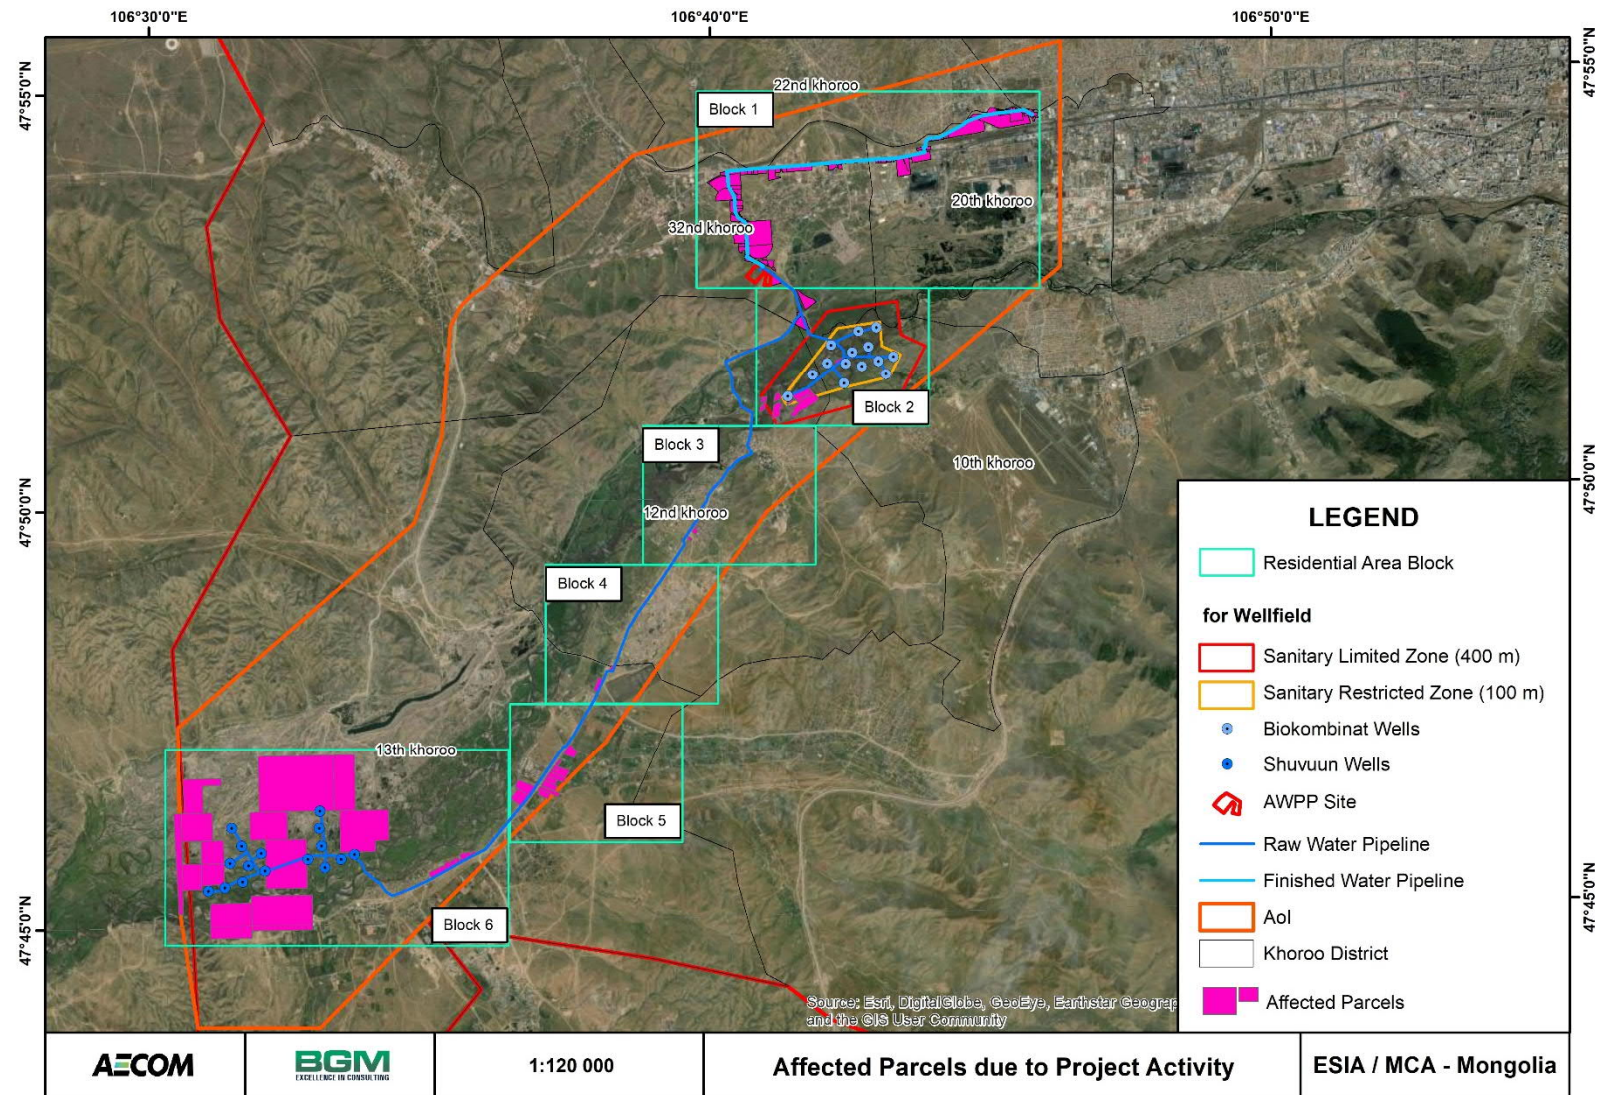 106°30'0"E
106°40'0"E
106°50'0"E
47°55'0"N
47°55'0"N
22nd khoroo
Block 1
20th khoroo
32nd khoroo
Block 2
Block 3
10th khoroo
47°50'0"N
47°50'0"N
12nd khoroo
Block 4
13th khoroo
Block 5
Block 6
47°45'0"N
47°45'0"N
LEGEND
Residential Area Block
for Wellfield
Sanitary Limited Zone (400 m)
Sanitary Restricted Zone (100 m)
Biokombinat Wells
Shuvuun Wells
AWPP Site
Raw Water Pipeline
Finished Water Pipeline
AoI
Khoroo District
Affected Parcels
Source: Esri, DigitalGlobe, GeoEye, Earthstar Geograp
and the GIS User Community
AECOM
BGM
EXCELLENCE IN CONSULTING
1:120 000
Affected Parcels due to Project Activity
ESIA / MCA - Mongolia